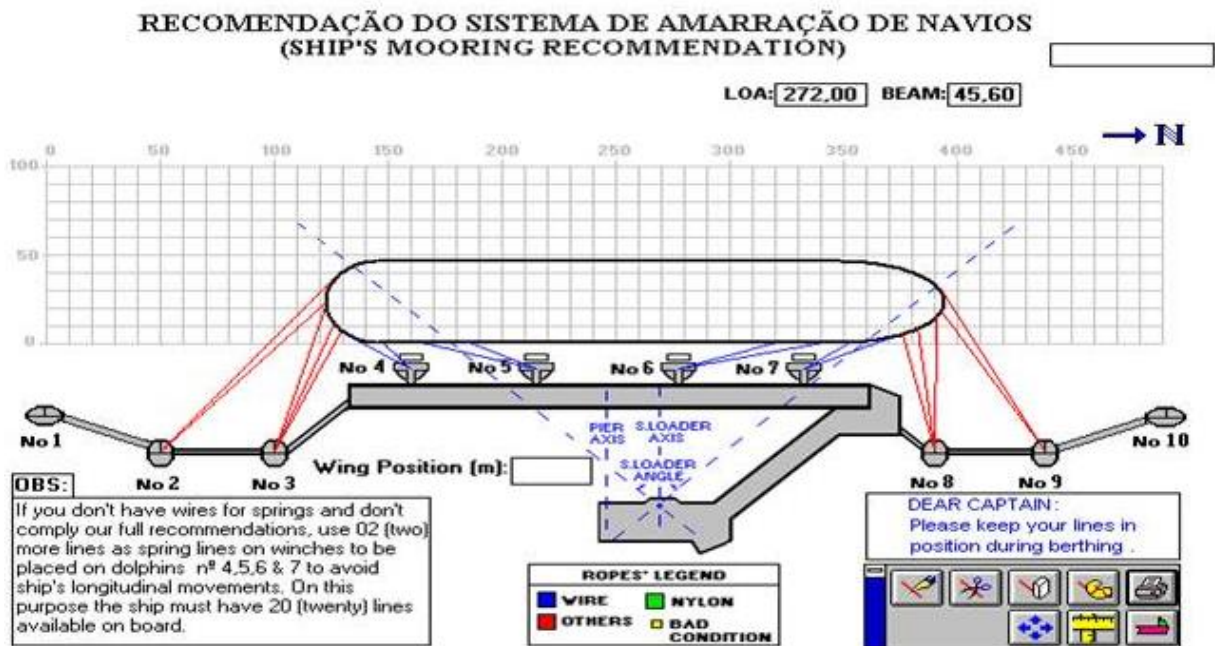 RECOMENDAÇÃO DO SISTEMA DE AMARRAÇÃO DE NAVIOS
(SHIP'S MOORING RECOMMENDATION)
LOA: 272,00 BEAM: 45,60
N
0 50 100 150 200 250 300 350 400 450
100
50
0
No 4 No 5 No 6 No 7
No 1
No 2 No 3
PIER AXIS
S.LOADER AXIS
S.LOADER ANGLE
No 8 No 9
No 10
Wing Position (m):
OBS:
If you don't have wires for springs and don't
comply our full recommendations, use 02 (two)
more lines as spring lines on winches to be
placed on dolphins nº 4,5,6 & 7 to avoid
ship's longitudinal movements. On this
purpose the ship must have 20 (twenty) lines
available on board.
ROPES' LEGEND
WIRE NYLON
OTHERS BAD CONDITION
DEAR CAPTAIN:
Please keep your lines in
position during berthing .